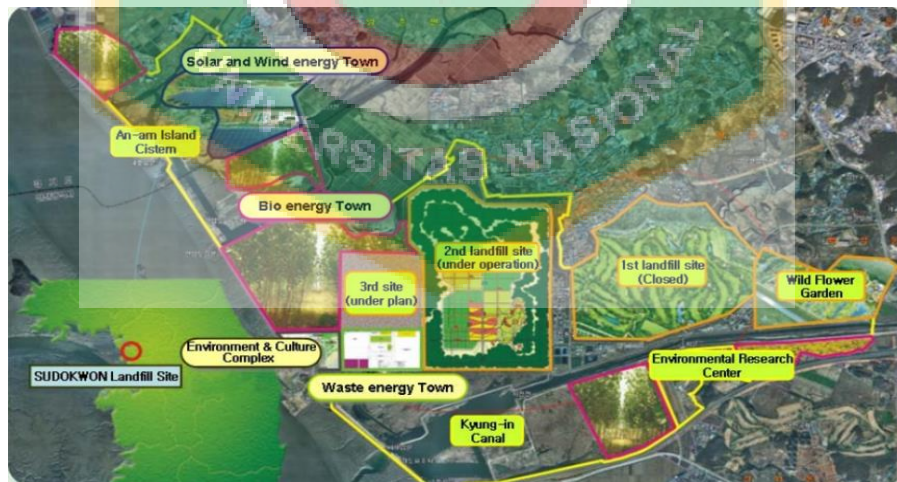 Solar and Wind energy Town
An-am Island
Cistern
UNIVERSITAS NASIONAL
Bio energy Town
2nd landfill site
(under operation)
1st landfill site
(Closed)
3rd site
(under plan)
Wild Flower
Garden
Environment & Culture
Complex
Environmental Research
Center
SUDOKWON Landfill Site
Waste energy Town
Kyung-in
Canal